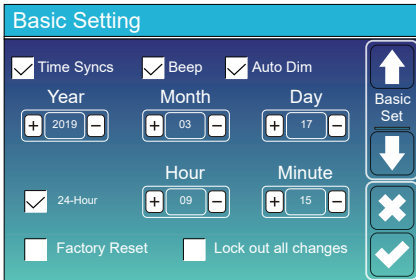 Basic Setting
Time Syncs Beep Auto Dim
Year Month Day
+ 2019 − + 03 − + 17 −
Basic
Set
Hour Minute
24-Hour + 09 − + 15 −
Factory Reset Lock out all changes